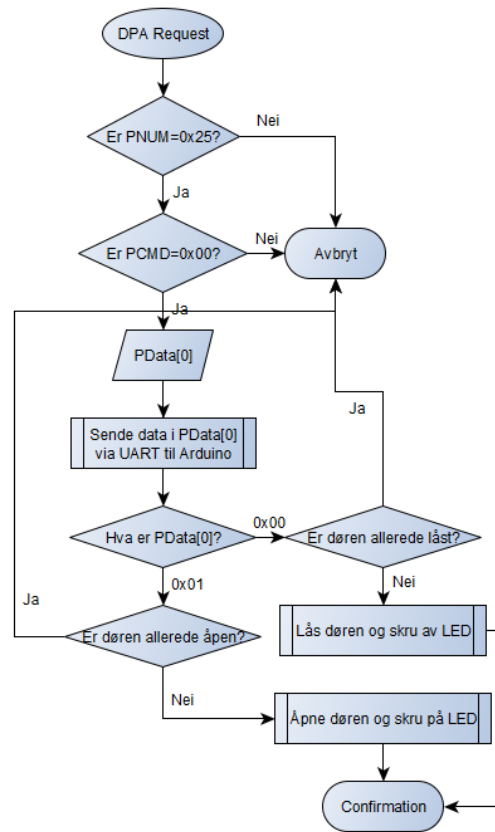 DPA Request
Er PNUM=0x25?
Nei
Ja
Er PCMD=0x00?
Nei
Avbryt
Ja
PData[0]
Ja
Sende data i PData[0]
via UART til Arduino
Hva er PData[0]?
0x00
Er døren allerede låst?
0x01
Nei
Ja
Lås døren og skru av LED
Er døren allerede åpen?
Nei
Åpne døren og skru på LED
Confirmation